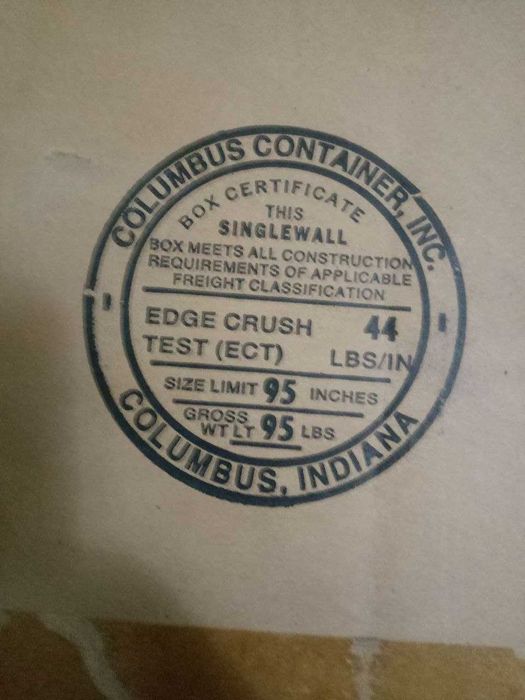 COLUMBUS CONTAINER, INC.
BOX CERTIFICATE
THIS
SINGLEWALL
BOX MEETS ALL CONSTRUCTION
REQUIREMENTS OF APPLICABLE
FREIGHT CLASSIFICATION
EDGE CRUSH 44
TEST (ECT) LBS/IN
SIZE LIMIT 95 INCHES
GROSS
WT LT 95 LBS
COLUMBUS, INDIANA